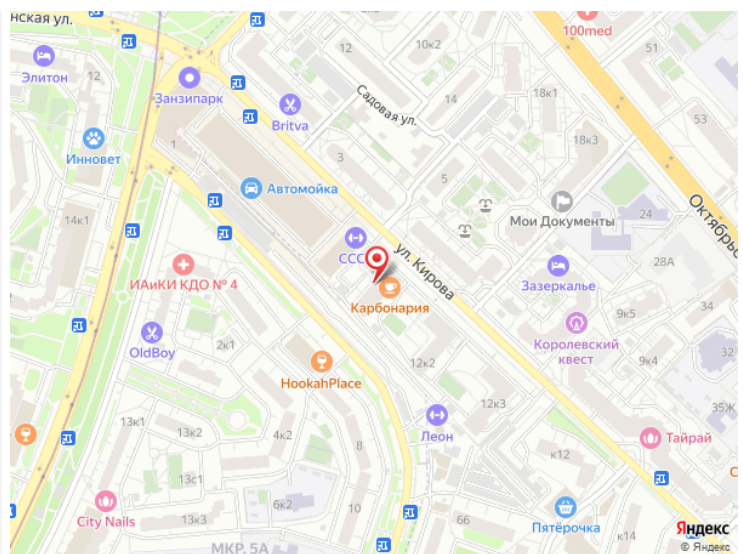 нская ул.
Элитон
12
Занзипарк
Britva
12
10к2
100med
51
Садовая ул.
14
18к1
53
18к3
Инновет
1
3
5
Автомойка
Мои Документы
24
Октябрьс
14к1
ССС
ул. Кирова
28А
ИАиКИ КДО № 4
Карбонария
Зазеркалье
9к5
34
Королевский
квест
9к4
32
OldBoy
2к1
HookahPlace
12к2
35Ж
13к1
13к2
4к2
8
Леон
12к3
к12
Тайрай
С
13с1
10
City Nails
13к3
66
Пятёрочка
к14
МКР. 5А
Яндекс
© Яндекс